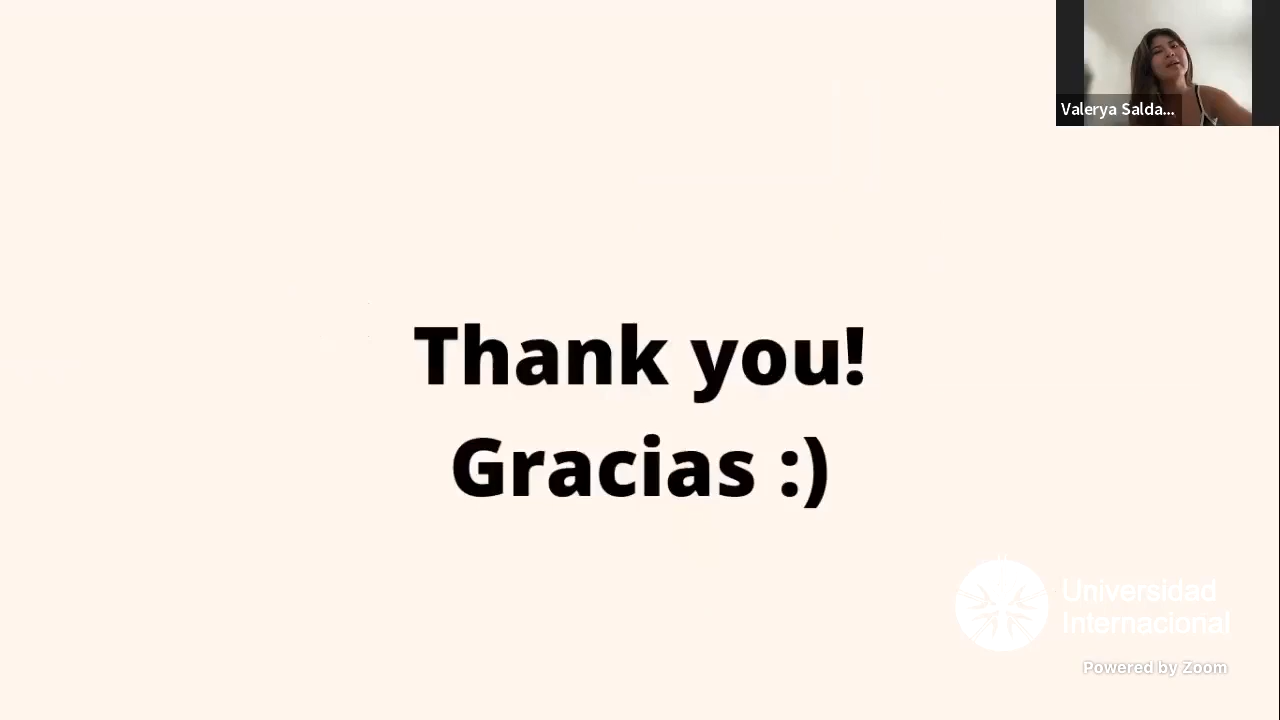 Valerya Salda...
Thank you!
Gracias :)
Universidad
Internacional
Powered by Zoom